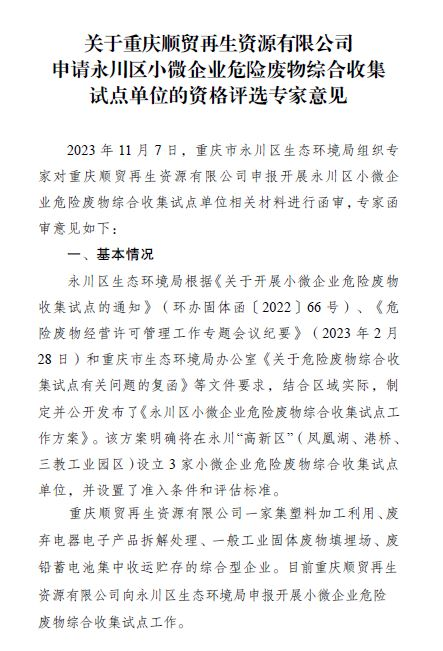 关于重庆顺贸再生资源有限公司
申请永川区小微企业危险废物综合收集
试点单位的资格评选专家意见
2023 年 11 月 7 日，重庆市永川区生态环境局组织专
家对重庆顺贸再生资源有限公司申报开展永川区小微企
业危险废物综合收集试点单位相关材料进行函审，专家函
审意见如下：
一、基本情况
永川区生态环境局根据《关于开展小微企业危险废物
收集试点的通知》（环办固体函〔2022〕66 号）、《危
险废物经营许可管理工作专题会议纪要》（2023 年 2 月
28 日）和重庆市生态环境局办公室《关于危险废物综合收
集试点有关问题的复函》等文件要求，结合区域实际，制
定并公开发布了《永川区小微企业危险废物综合收集试点工
作方案》。该方案明确将在永川“高新区”（凤凰湖、港桥、
三教工业园区）设立 3 家小微企业危险废物综合收集试点
单位，并设置了准入条件和评估标准。
重庆顺贸再生资源有限公司一家集塑料加工利用、废
弃电器电子产品拆解处理、一般工业固体废物填埋场、废
铅蓄电池集中收运贮存的综合型企业。目前重庆顺贸再生
资源有限公司向永川区生态环境局申报开展小微企业危险
废物综合收集试点工作。